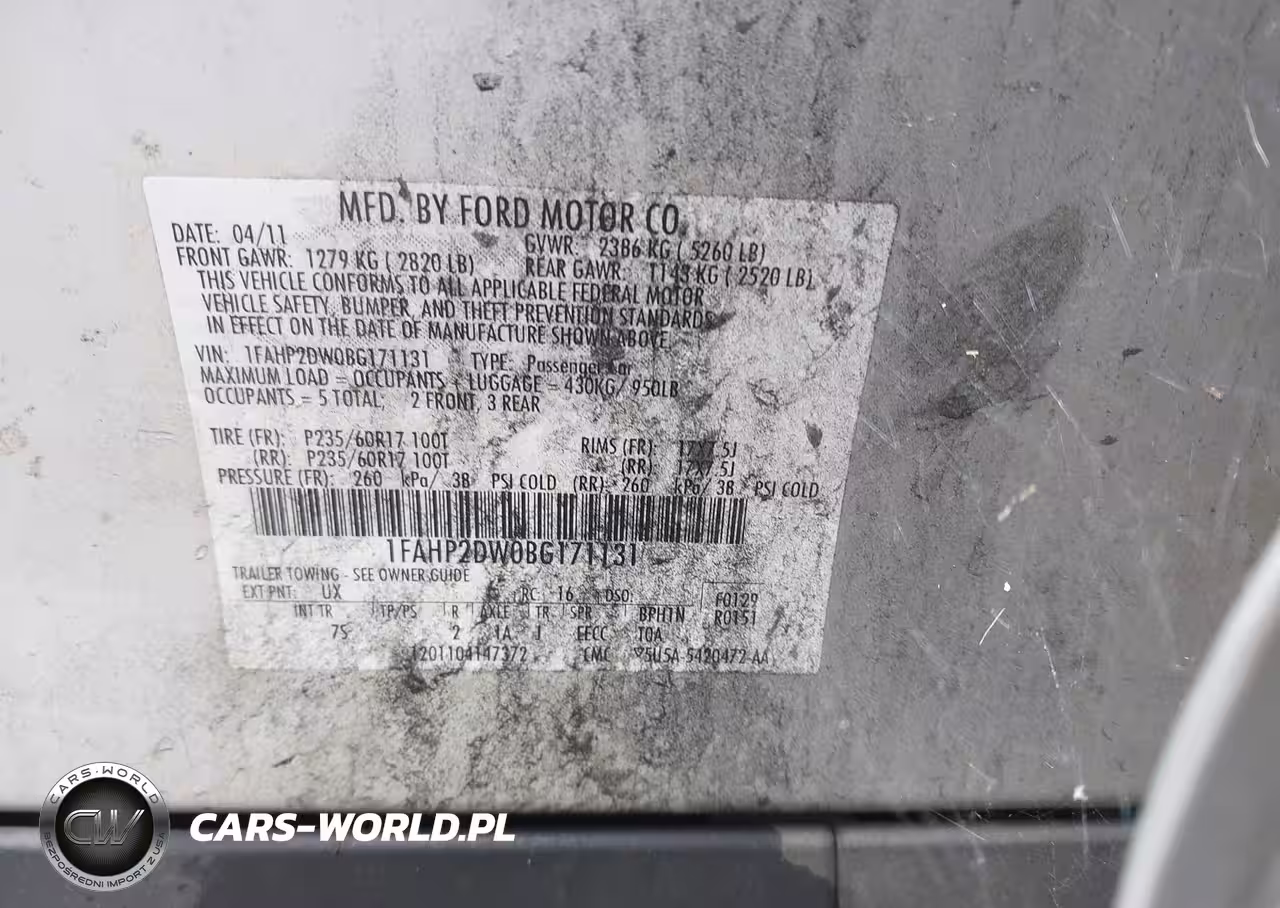 MFD. BY FORD MOTOR CO.
DATE: 04/11 GVWR: 2386 KG ( 5260 LB)
FRONT GAWR: 1279 KG ( 2820 LB) REAR GAWR: 1143 KG ( 2520 LB)
THIS VEHICLE CONFORMS TO ALL APPLICABLE FEDERAL MOTOR
VEHICLE SAFETY, BUMPER, AND THEFT PREVENTION STANDARDS
IN EFFECT ON THE DATE OF MANUFACTURE SHOWN ABOVE.
VIN: 1FAHP2DW0BG171131 TYPE: Passenger car
MAXIMUM LOAD = OCCUPANTS + LUGGAGE = 430KG/ 950LB
OCCUPANTS = 5 TOTAL; 2 FRONT, 3 REAR
TIRE (FR): P235/60R17 100T RIMS (FR): 17X7.5J
(RR): P235/60R17 100T (RR): 17X7.5J
PRESSURE (FR): 260 kPa/ 38 PSI COLD (RR): 260 kPa/ 38 PSI COLD
1FAHP2DW0BG171131
TRAILER TOWING - SEE OWNER GUIDE
EXT PNT: UX RC: 16 DSO: F0129
INT TR TP/PS R AXLE TR SPR BPHTN R0151
7S 2 1A J EECC TOA
1201104147372 CMC 5U5A-5420472-AA
CARS-WORLD
CW
BEZPOŚREDNI IMPORT Z USA
CARS-WORLD.PL